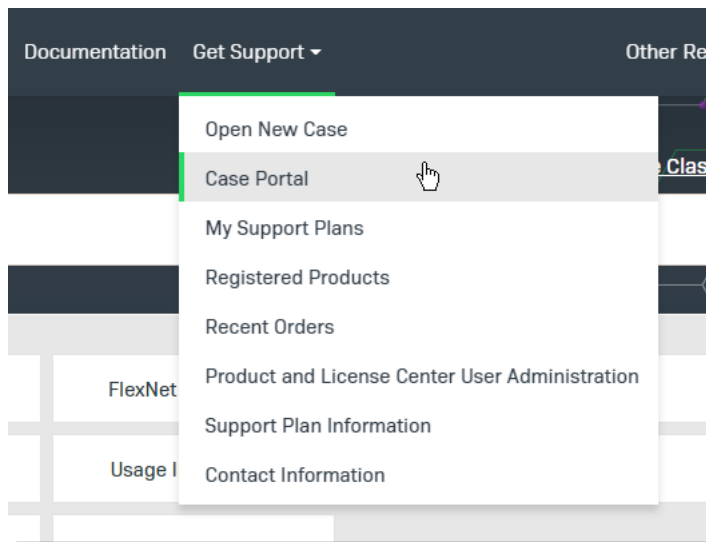 Documentation Get Support Other Re
Open New Case
Clas
Case Portal
My Support Plans
Registered Products
Recent Orders
Product and License Center User Administration
FlexNet
Support Plan Information
Usage I
Contact Information